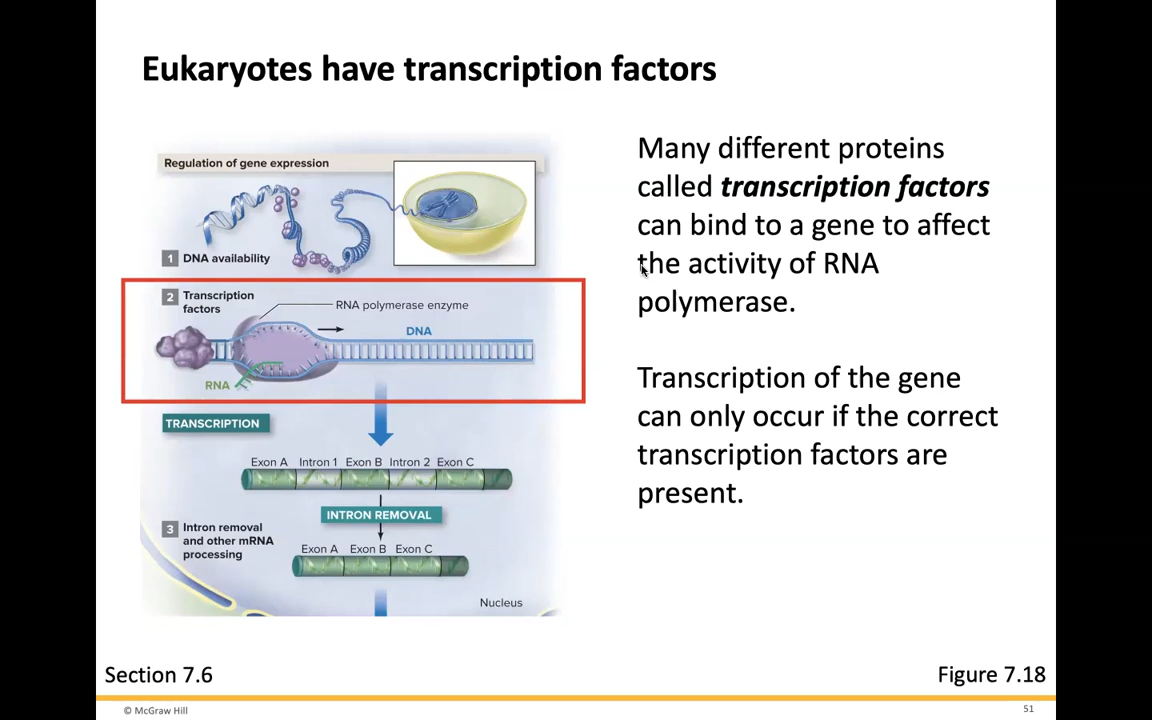 Eukaryotes have transcription factors
Regulation of gene expression
1 DNA availability
2 Transcription
factors
RNA polymerase enzyme
DNA
RNA
TRANSCRIPTION
Exon A Intron 1 Exon B Intron 2 Exon C
INTRON REMOVAL
3 Intron removal
and other mRNA
processing
Exon A Exon B Exon C
Nucleus
Many different proteins
called transcription factors
can bind to a gene to affect
the activity of RNA
polymerase.
Transcription of the gene
can only occur if the correct
transcription factors are
present.
Section 7.6
Figure 7.18
© McGraw Hill
51